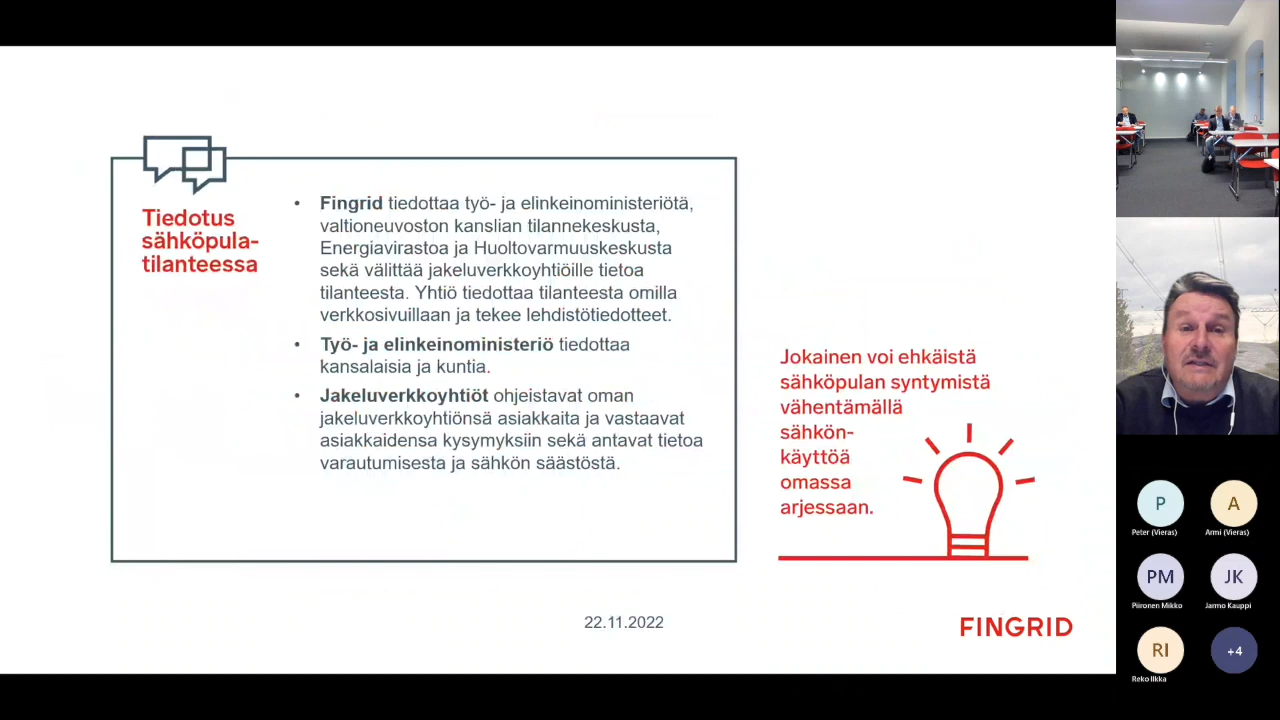 Tiedotus
sähköpula-
tilanteessa
• Fingrid tiedottaa työ- ja elinkeinoministeriötä,
valtioneuvoston kanslian tilannekeskusta,
Energiavirastoa ja Huoltovarmuuskeskusta
sekä välittää jakeluverkkoyhtiöille tietoa
tilanteesta. Yhtiö tiedottaa tilanteesta omilla
verkkosivuillaan ja tekee lehdistötiedotteet.
• Työ- ja elinkeinoministeriö tiedottaa
kansalaisia ja kuntia.
• Jakeluverkkoyhtiöt ohjeistavat oman
jakeluverkkoyhtiönsä asiakkaita ja vastaavat
asiakkaidensa kysymyksiin sekä antavat tietoa
varautumisesta ja sähkön säästöstä.
Jokainen voi ehkäistä
sähköpulan syntymistä
vähentämällä
sähkön-
käyttöä
omassa
arjessaan.
22.11.2022
FINGRID
P
A
Peter (Vieras)
Armi (Vieras)
PM
JK
Piironen Mikko
Jarmo Kauppi
RI
+4
Reko Ilkka